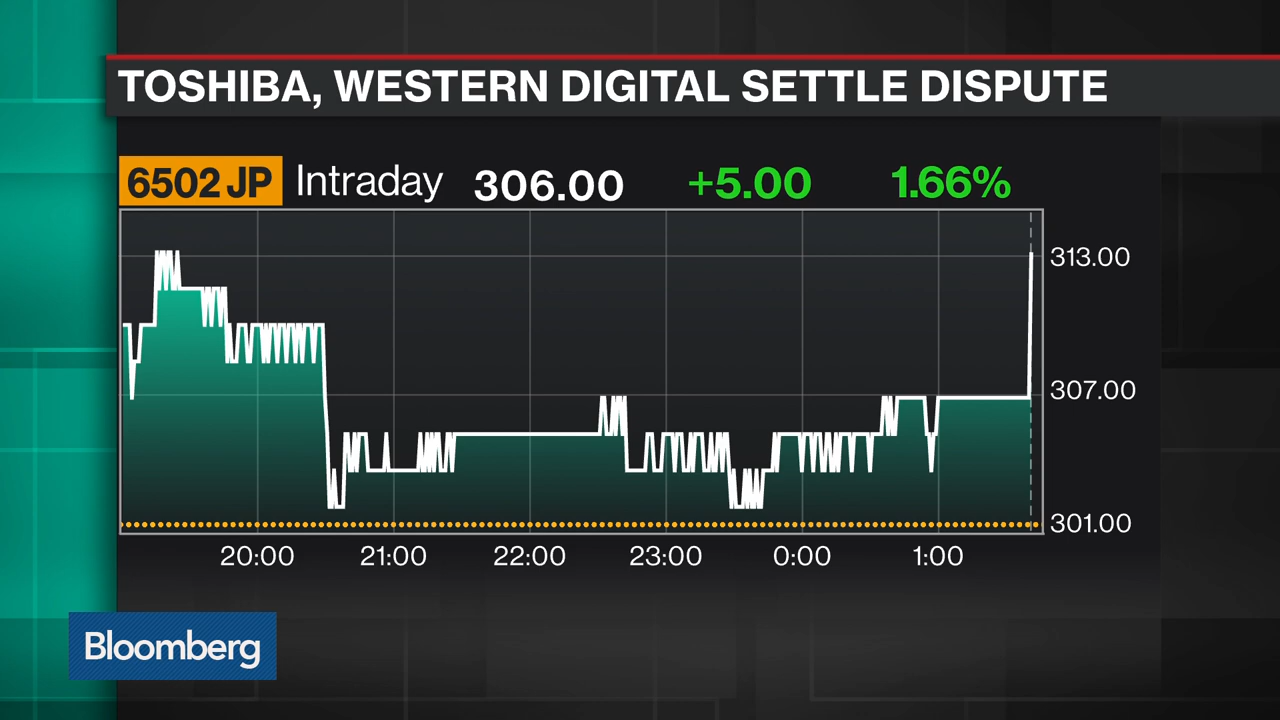 TOSHIBA, WESTERN DIGITAL SETTLE DISPUTE
6502 JP Intraday 306.00 +5.00 1.66%
313.00
307.00
301.00
20:00 21:00 22:00 23:00 0:00 1:00
Bloomberg